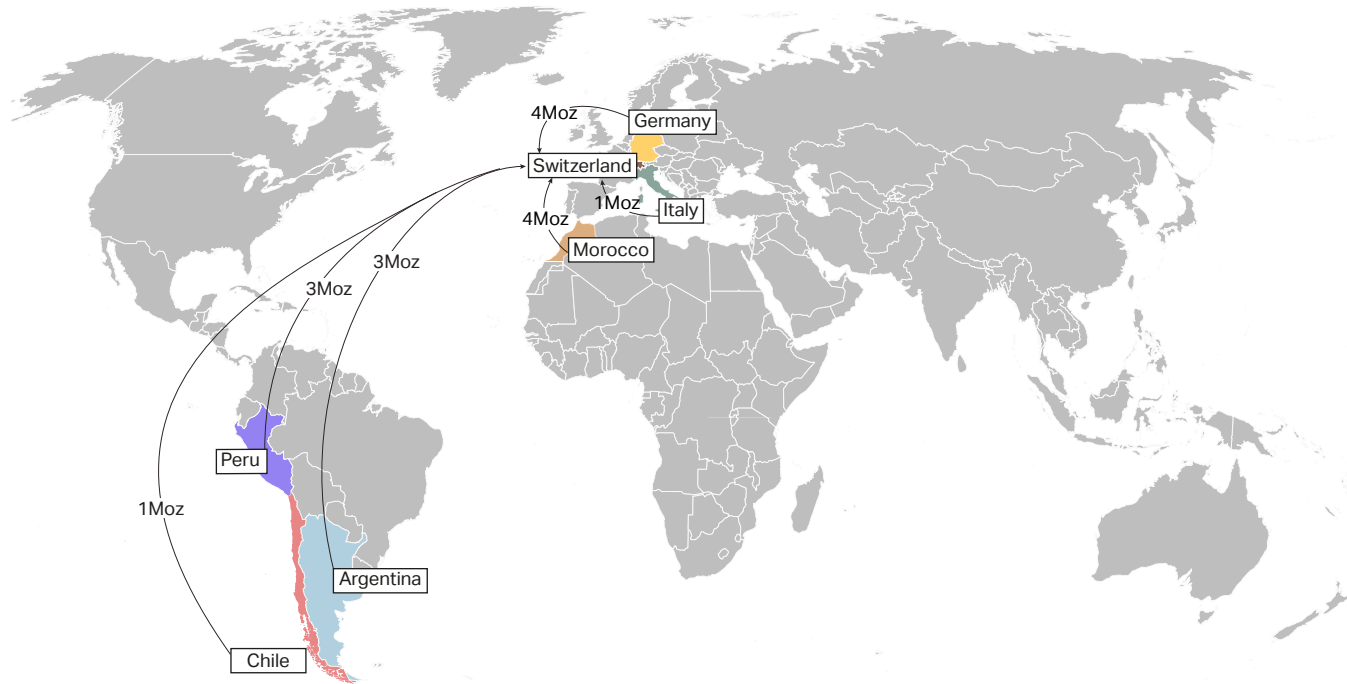 4Moz
Germany
Switzerland
1Moz
Italy
4Moz
Morocco
3Moz
3Moz
Peru
1Moz
Argentina
Chile